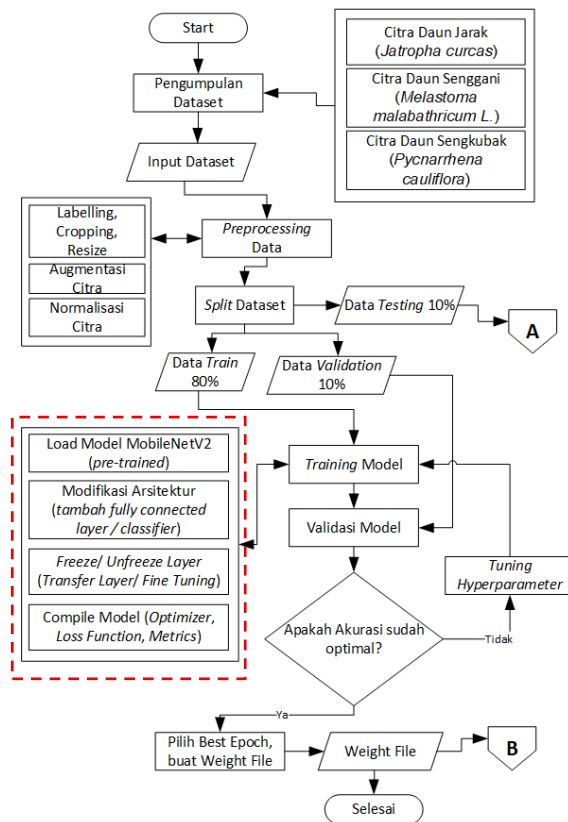 Start
Pengumpulan
Dataset
Citra Daun Jarak
(Jatropha curcas)
Citra Daun Senggani
(Melastoma
malabathricum L.)
Citra Daun Sengkubak
(Pycnarrhena
cauliflora)
Input Dataset
Labelling,
Cropping,
Resize
Augmentasi
Citra
Normalisasi
Citra
Preprocessing
Data
Split Dataset
Data Testing 10%
A
Data Train
80%
Data Validation
10%
Load Model MobileNetV2
(pre-trained)
Modifikasi Arsitektur
(tambah fully connected
layer / classifier)
Freeze/ Unfreeze Layer
(Transfer Layer/ Fine Tuning)
Compile Model (Optimizer,
Loss Function, Metrics)
Training Model
Validasi Model
Tuning
Hyperparameter
Apakah Akurasi sudah
optimal?
Tidak
Ya
Pilih Best Epoch,
buat Weight File
Weight File
B
Selesai